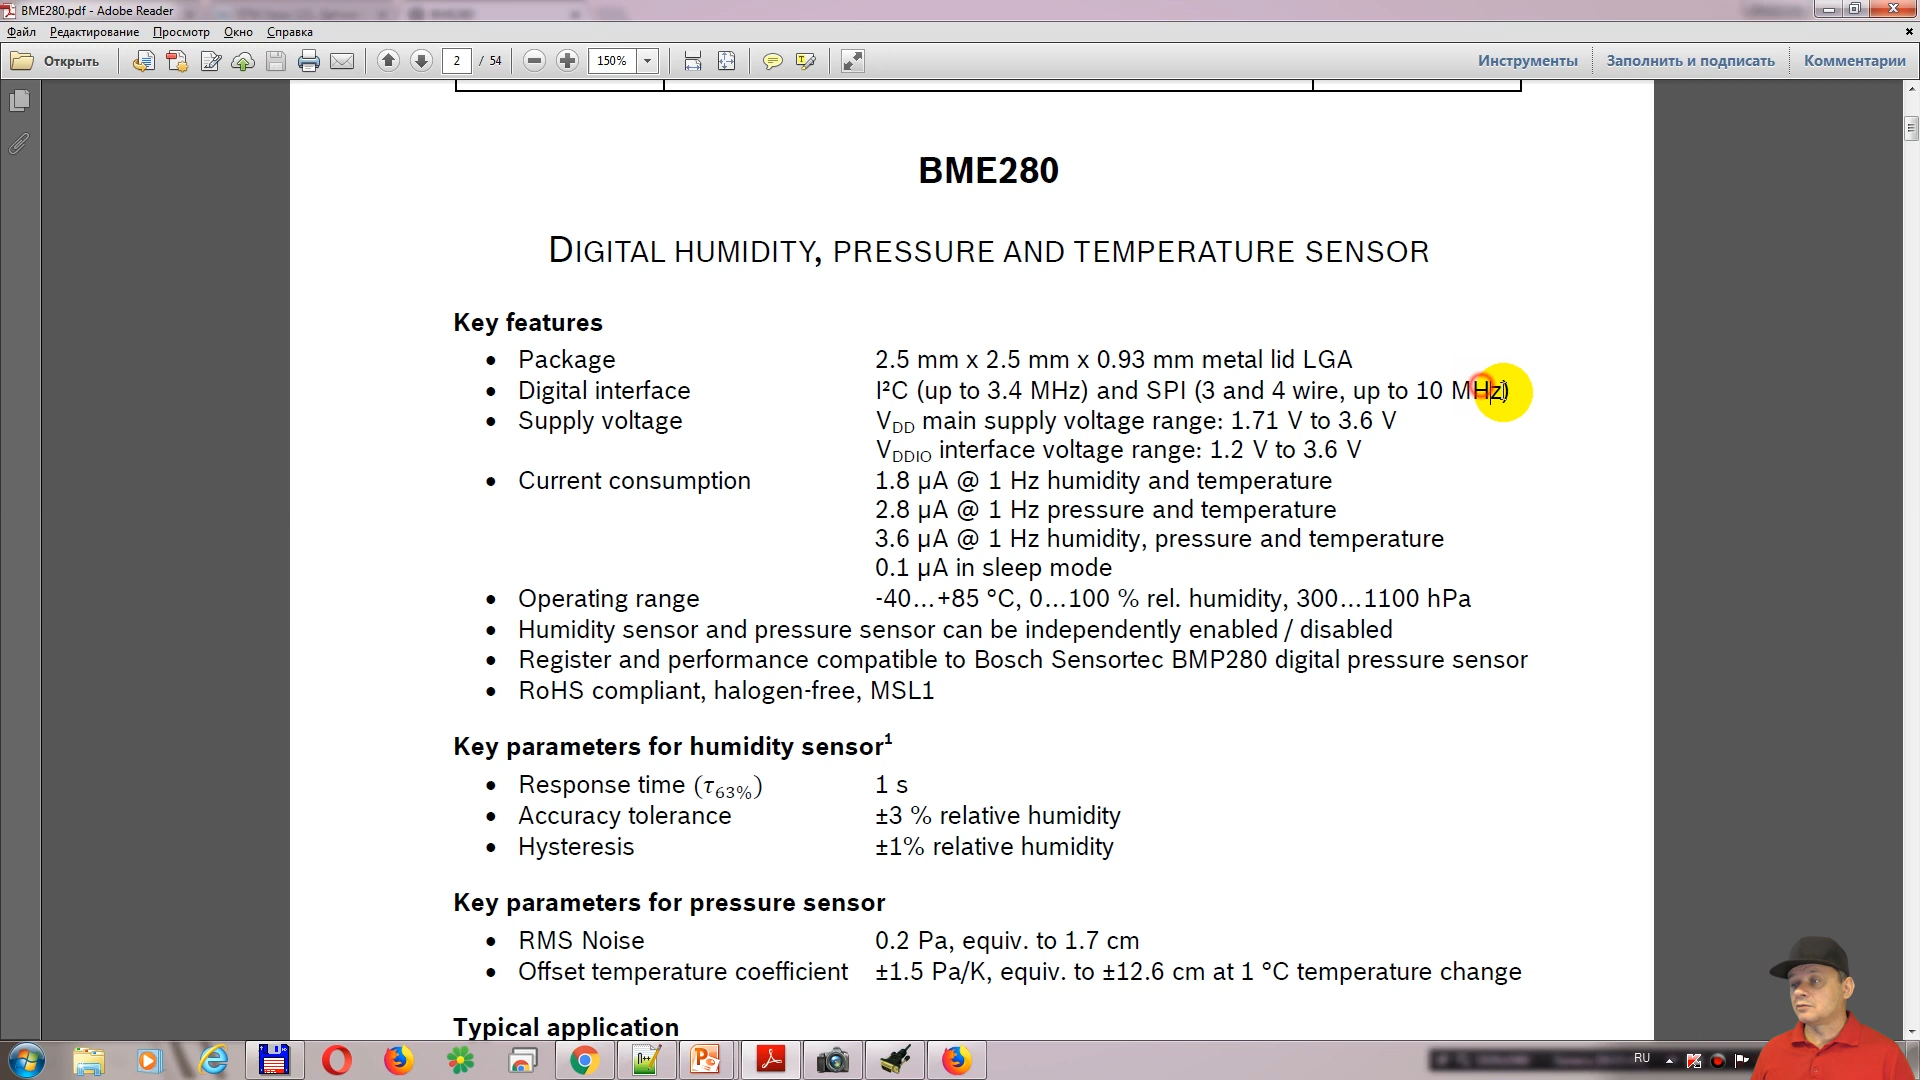 BME280.pdf - Adobe Reader
Файл Редактирование Просмотр Окно Справка
Открыть 2 / 54 150% Инструменты Заполнить и подписать Комментарии
BME280
DIGITAL HUMIDITY, PRESSURE AND TEMPERATURE SENSOR
Key features
• Package 2.5 mm x 2.5 mm x 0.93 mm metal lid LGA
• Digital interface I²C (up to 3.4 MHz) and SPI (3 and 4 wire, up to 10 MHz)
• Supply voltage VDD main supply voltage range: 1.71 V to 3.6 V
VDDIO interface voltage range: 1.2 V to 3.6 V
• Current consumption 1.8 µA @ 1 Hz humidity and temperature
2.8 µA @ 1 Hz pressure and temperature
3.6 µA @ 1 Hz humidity, pressure and temperature
0.1 µA in sleep mode
• Operating range -40…+85 °C, 0…100 % rel. humidity, 300…1100 hPa
• Humidity sensor and pressure sensor can be independently enabled / disabled
• Register and performance compatible to Bosch Sensortec BMP280 digital pressure sensor
• RoHS compliant, halogen-free, MSL1
Key parameters for humidity sensor¹
• Response time (τ63%) 1 s
• Accuracy tolerance ±3 % relative humidity
• Hysteresis ±1% relative humidity
Key parameters for pressure sensor
• RMS Noise 0.2 Pa, equiv. to 1.7 cm
• Offset temperature coefficient ±1.5 Pa/K, equiv. to ±12.6 cm at 1 °C temperature change
Typical application
RU